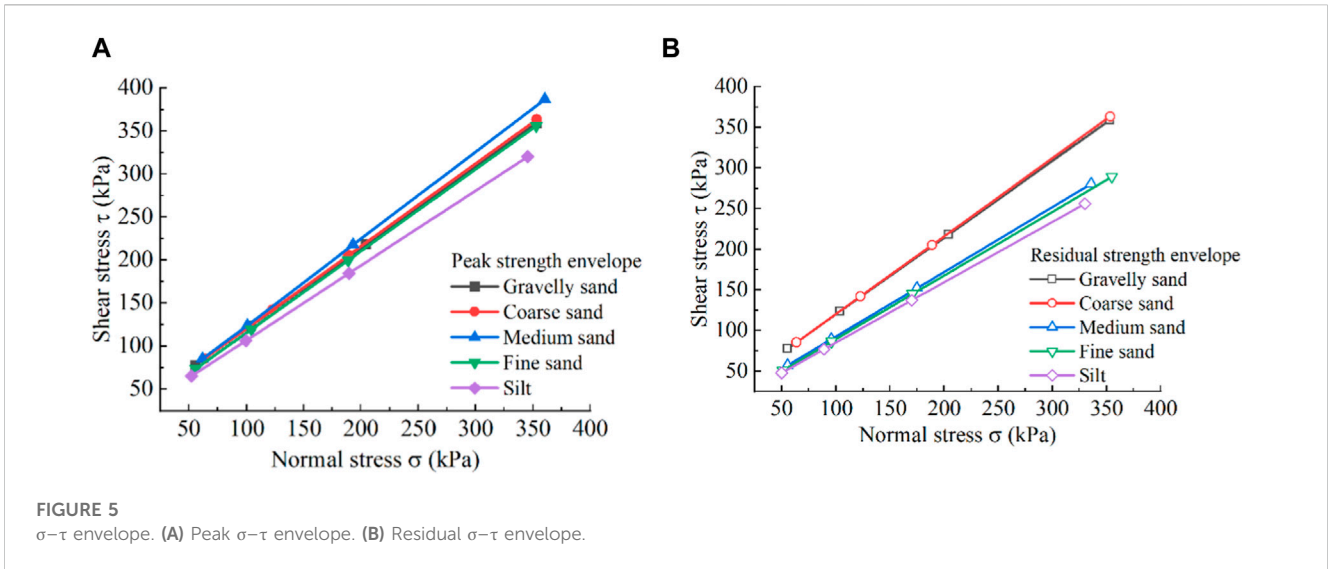 A
400
350
300
250
200
150
100
50
Shear stress τ (kPa)
Peak strength envelope
Gravelly sand
Coarse sand
Medium sand
Fine sand
Silt
50 100 150 200 250 300 350 400
Normal stress σ (kPa)
B
400
350
300
250
200
150
100
50
Shear stress τ (kPa)
Residual strength envelope
Gravelly sand
Coarse sand
Medium sand
Fine sand
Silt
50 100 150 200 250 300 350 400
Normal stress σ (kPa)
FIGURE 5
σ–τ envelope. (A) Peak σ–τ envelope. (B) Residual σ–τ envelope.